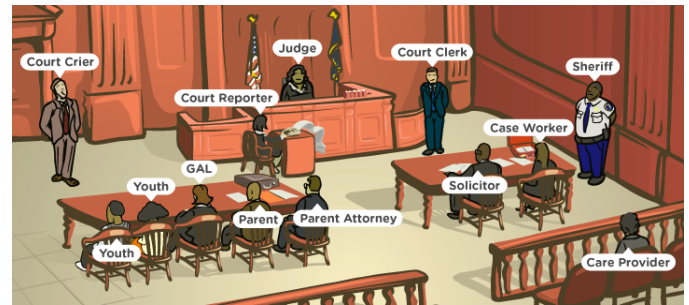 Judge
Court Clerk
Court Crier
Sheriff
Court Reporter
Case Worker
GAL
Youth
Solicitor
Parent
Parent Attorney
Youth
Care Provider